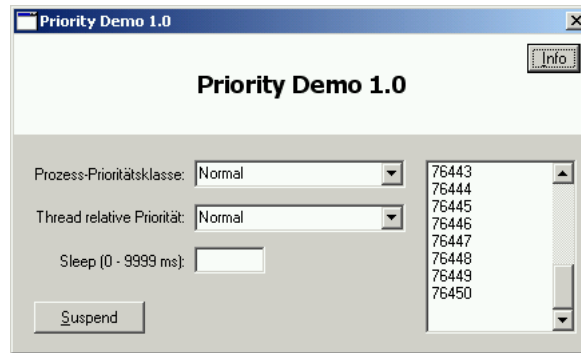 Priority Demo 1.0
Info
Priority Demo 1.0
Prozess-Prioritätsklasse: Normal
Thread relative Priorität: Normal
Sleep (0 - 9999 ms):
Suspend
76443
76444
76445
76446
76447
76448
76449
76450